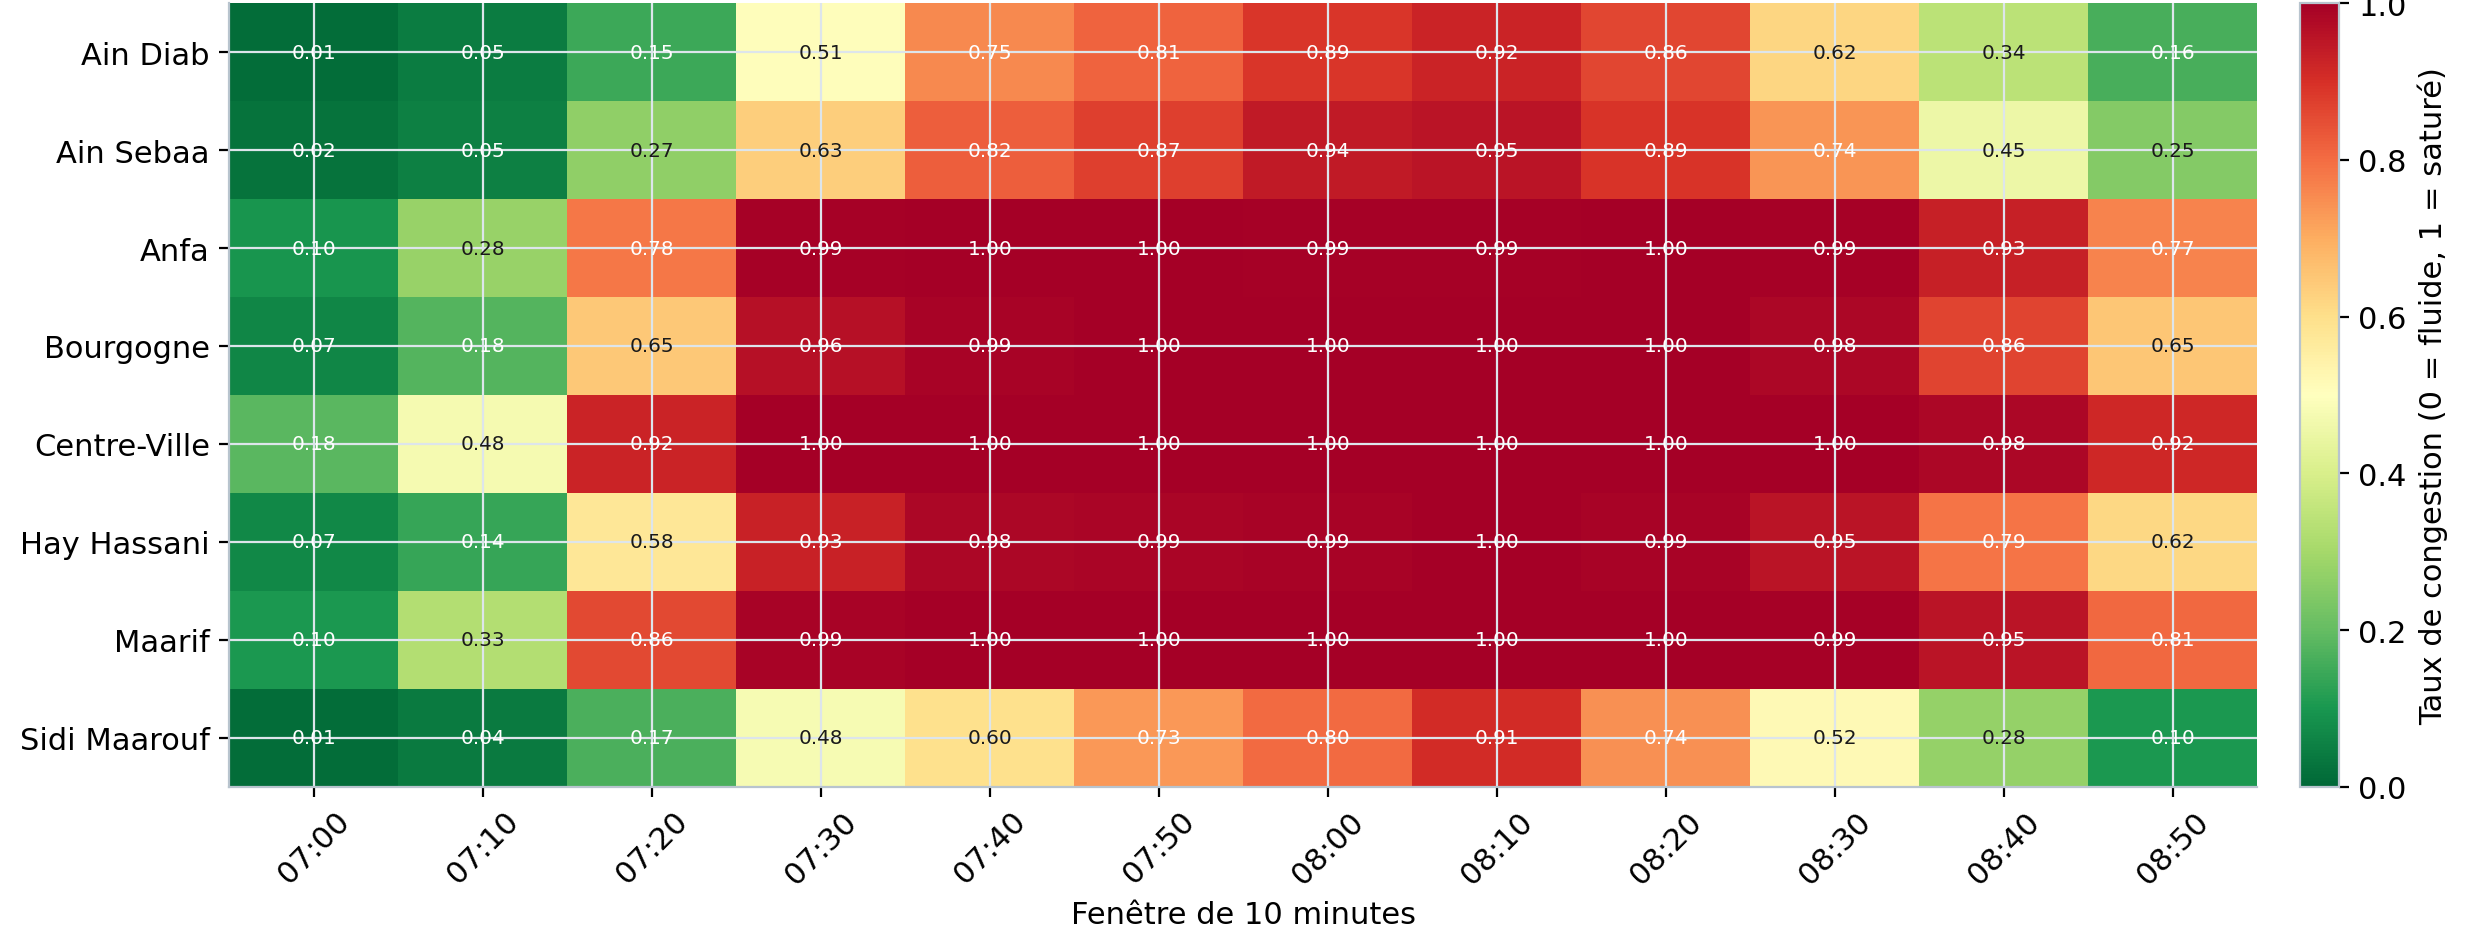 1.0
Ain Diab 0.01 0.05 0.15 0.51 0.75 0.81 0.89 0.92 0.86 0.62 0.34 0.16
Ain Sebaa 0.02 0.05 0.27 0.63 0.82 0.87 0.94 0.95 0.89 0.74 0.45 0.25
0.8
Anfa 0.10 0.28 0.78 0.99 1.00 1.00 0.99 0.99 1.00 0.99 0.93 0.77
0.6
Bourgogne 0.07 0.18 0.65 0.96 0.99 1.00 1.00 1.00 1.00 0.98 0.86 0.65
Centre-Ville 0.18 0.48 0.92 1.00 1.00 1.00 1.00 1.00 1.00 1.00 0.98 0.92
0.4
Hay Hassani 0.07 0.14 0.58 0.93 0.98 0.99 0.99 1.00 0.99 0.95 0.79 0.62
0.2
Maarif 0.10 0.33 0.86 0.99 1.00 1.00 1.00 1.00 1.00 0.99 0.95 0.81
Sidi Maarouf 0.01 0.04 0.17 0.48 0.60 0.73 0.80 0.91 0.74 0.52 0.28 0.10
0.0
07:00 07:10 07:20 07:30 07:40 07:50 08:00 08:10 08:20 08:30 08:40 08:50
Fenêtre de 10 minutes
Taux de congestion (0 = fluide, 1 = saturé)